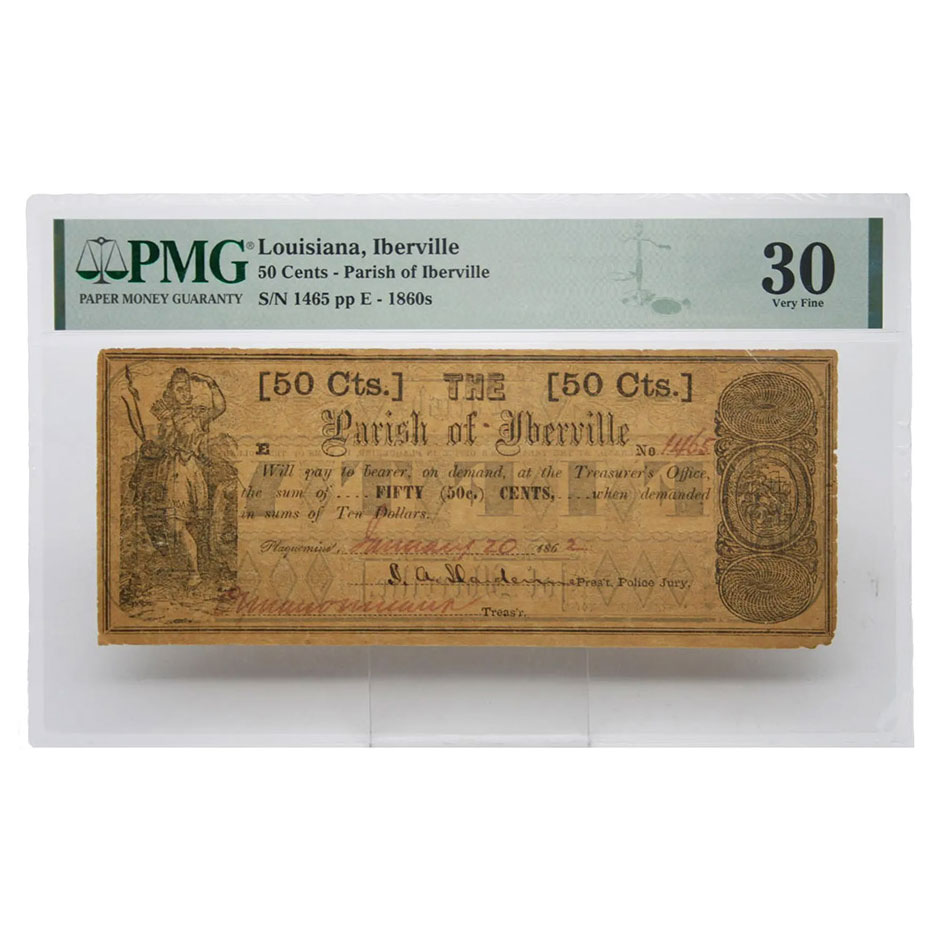 PMG®
PAPER MONEY GUARANTY
Louisiana, Iberville
50 Cents - Parish of Iberville
S/N 1465 pp E - 1860s
30
Very Fine
[50 Cts.] THE [50 Cts.]
Parish of Iberville
E No 1465
Will pay to bearer, on demand, at the Treasurer's Office,
the sum of .... FIFTY (50c.) CENTS, ....when demanded
in sums of Ten Dollars.
Plaquemine, January 20 1862
Pres't. Police Jury.
Treas'r.